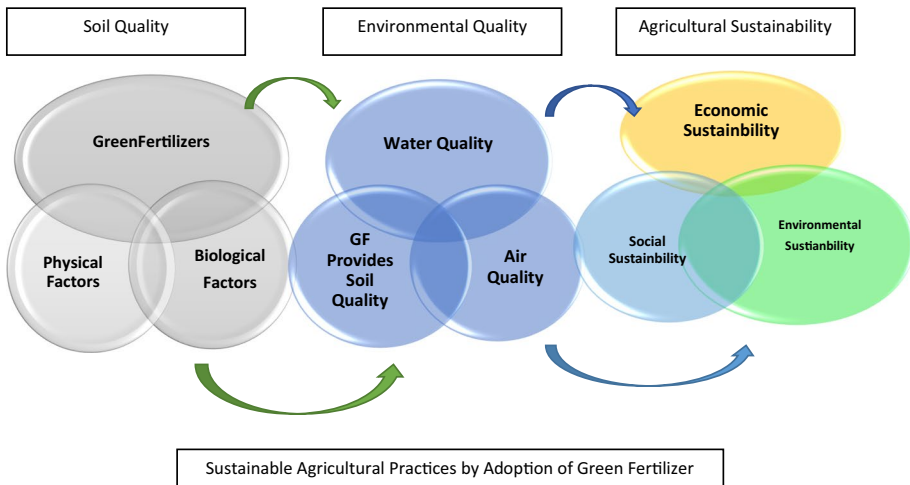 Soil Quality
Environmental Quality
Agricultural Sustainability
GreenFertilizers
Physical
Factors
Biological
Factors
Water Quality
GF
Provides
Soil
Quality
Air
Quality
Economic
Sustainbility
Social
Sustainbility
Environmental
Sustianbility
Sustainable Agricultural Practices by Adoption of Green Fertilizer